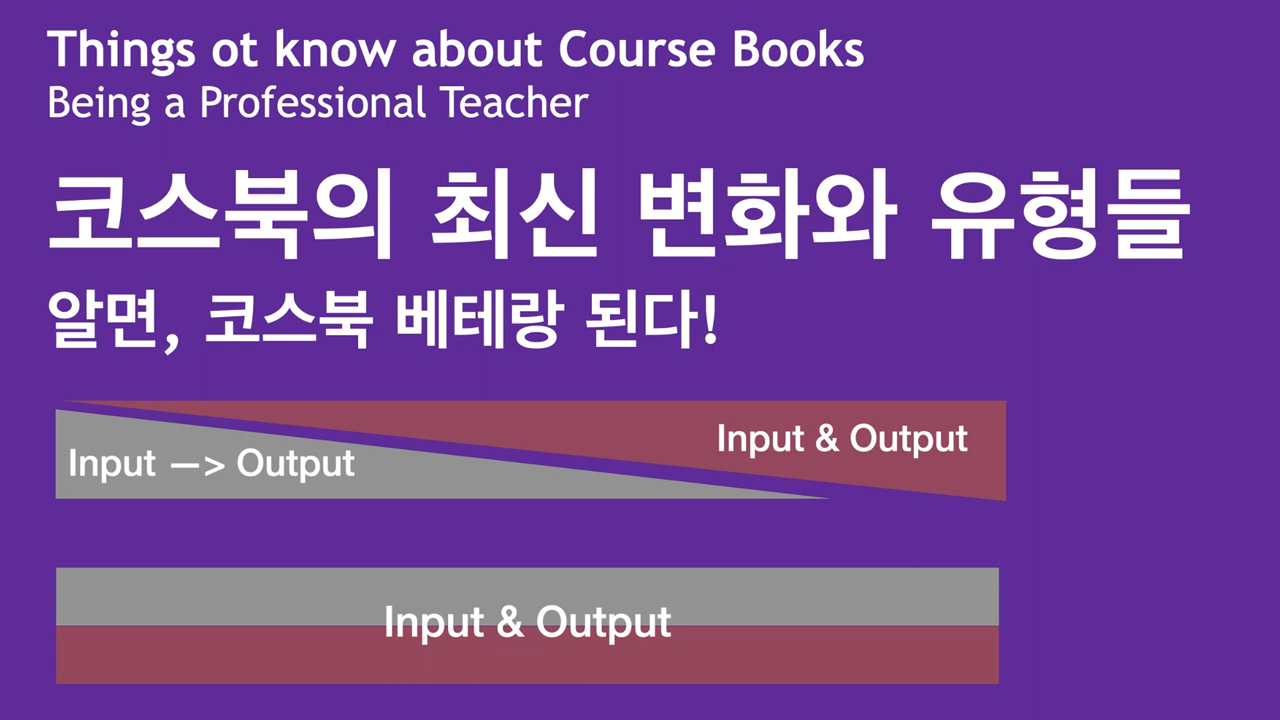 Things ot know about Course Books
Being a Professional Teacher
코스북의 최신 변화와 유형들
알면, 코스북 베테랑 된다!
Input & Output
Input —> Output
Input & Output